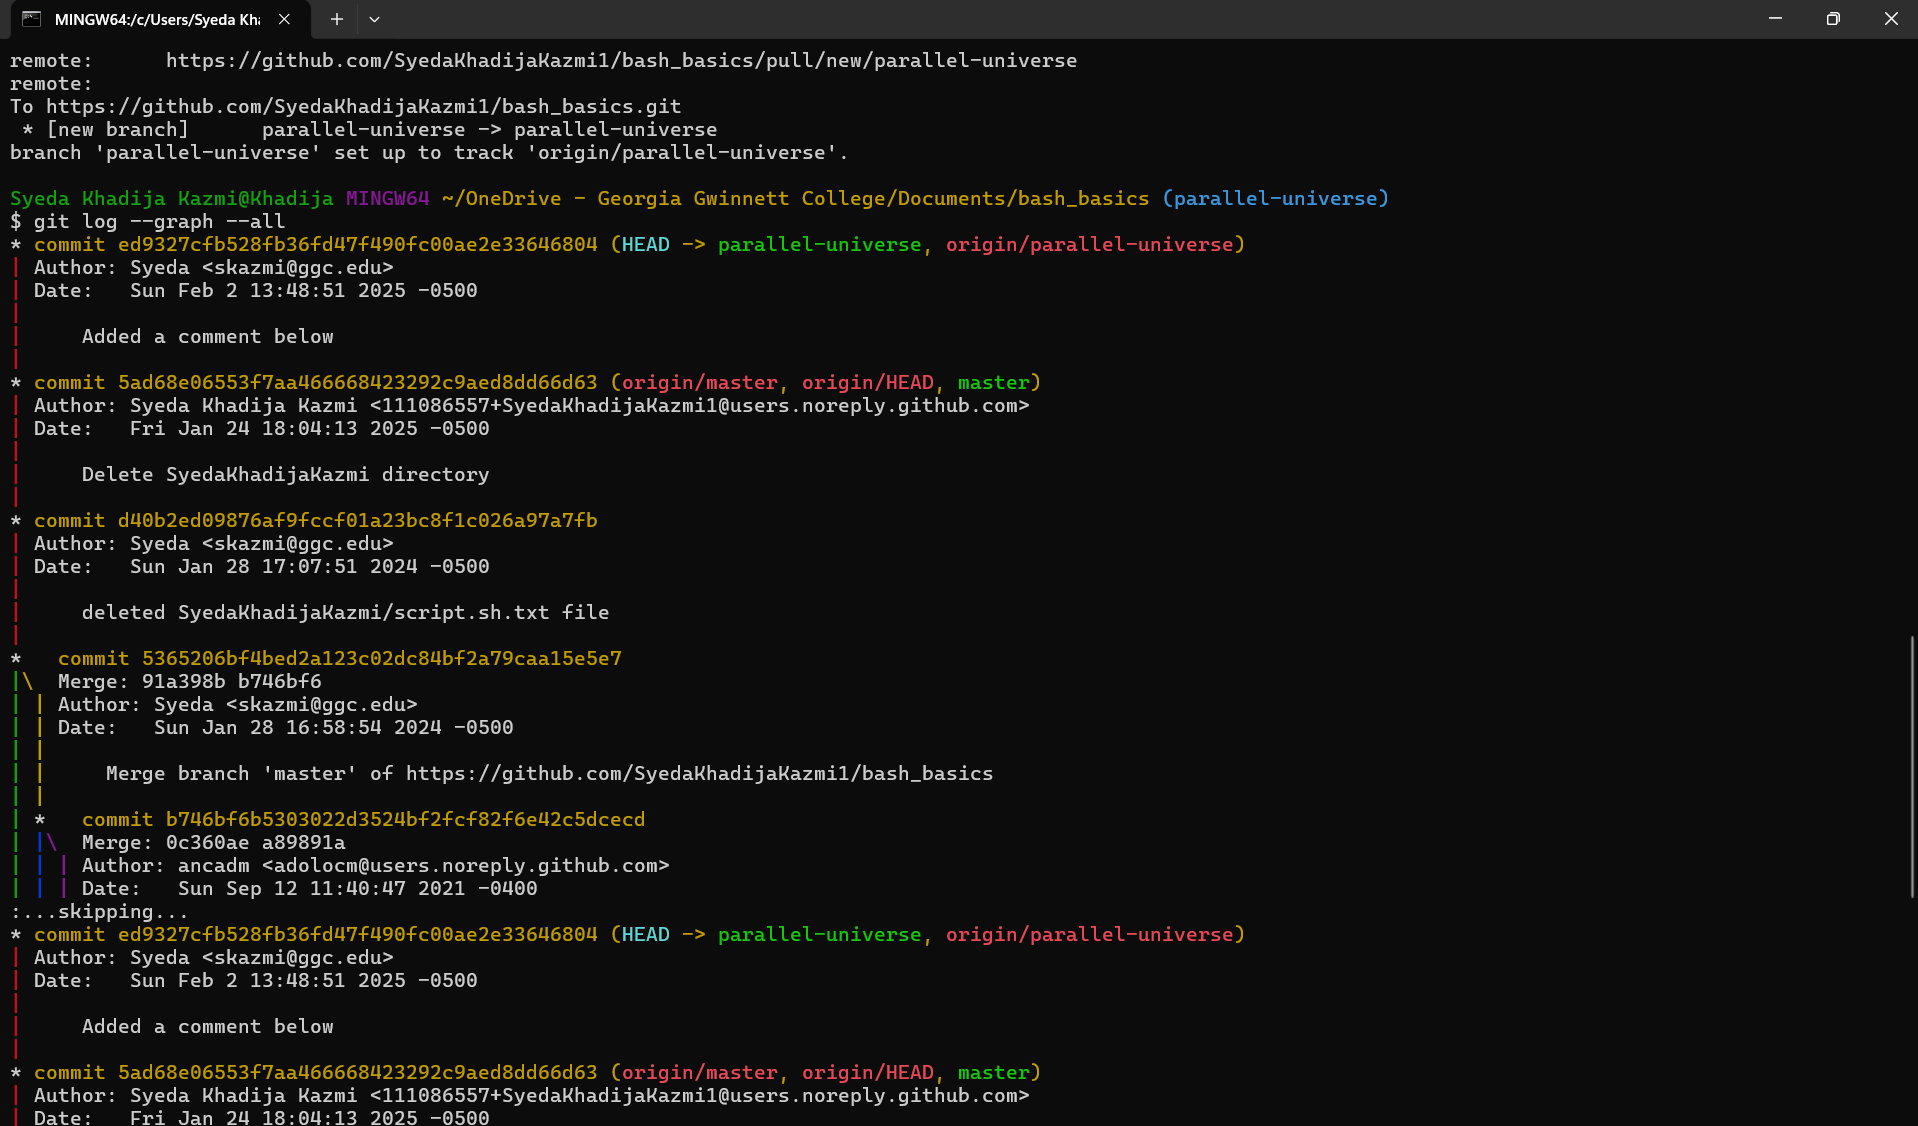 MINGW64:/c/Users/Syeda Kha
remote:      https://github.com/SyedaKhadijaKazmi1/bash_basics/pull/new/parallel-universe
remote:
To https://github.com/SyedaKhadijaKazmi1/bash_basics.git
 * [new branch]      parallel-universe -> parallel-universe
branch 'parallel-universe' set up to track 'origin/parallel-universe'.

Syeda Khadija Kazmi@Khadija MINGW64 ~/OneDrive - Georgia Gwinnett College/Documents/bash_basics (parallel-universe)
$ git log --graph --all
* commit ed9327cfb528fb36fd47f490fc00ae2e33646804 (HEAD -> parallel-universe, origin/parallel-universe)
| Author: Syeda <skazmi@ggc.edu>
| Date:   Sun Feb 2 13:48:51 2025 -0500
|
|     Added a comment below
|
* commit 5ad68e06553f7aa466668423292c9aed8dd66d63 (origin/master, origin/HEAD, master)
| Author: Syeda Khadija Kazmi <111086557+SyedaKhadijaKazmi1@users.noreply.github.com>
| Date:   Fri Jan 24 18:04:13 2025 -0500
|
|     Delete SyedaKhadijaKazmi directory
|
* commit d40b2ed09876af9fccf01a23bc8f1c026a97a7fb
| Author: Syeda <skazmi@ggc.edu>
| Date:   Sun Jan 28 17:07:51 2024 -0500
|
|     deleted SyedaKhadijaKazmi/script.sh.txt file
|
*   commit 5365206bf4bed2a123c02dc84bf2a79caa15e5e7
|\  Merge: 91a398b b746bf6
| | Author: Syeda <skazmi@ggc.edu>
| | Date:   Sun Jan 28 16:58:54 2024 -0500
| |
| |     Merge branch 'master' of https://github.com/SyedaKhadijaKazmi1/bash_basics
| |
| *   commit b746bf6b5303022d3524bf2fcf82f6e42c5dcecd
| |\  Merge: 0c360ae a89891a
| | | Author: ancadm <adolocm@users.noreply.github.com>
| | | Date:   Sun Sep 12 11:40:47 2021 -0400
:...skipping...
* commit ed9327cfb528fb36fd47f490fc00ae2e33646804 (HEAD -> parallel-universe, origin/parallel-universe)
| Author: Syeda <skazmi@ggc.edu>
| Date:   Sun Feb 2 13:48:51 2025 -0500
|
|     Added a comment below
|
* commit 5ad68e06553f7aa466668423292c9aed8dd66d63 (origin/master, origin/HEAD, master)
| Author: Syeda Khadija Kazmi <111086557+SyedaKhadijaKazmi1@users.noreply.github.com>
| Date:   Fri Jan 24 18:04:13 2025 -0500